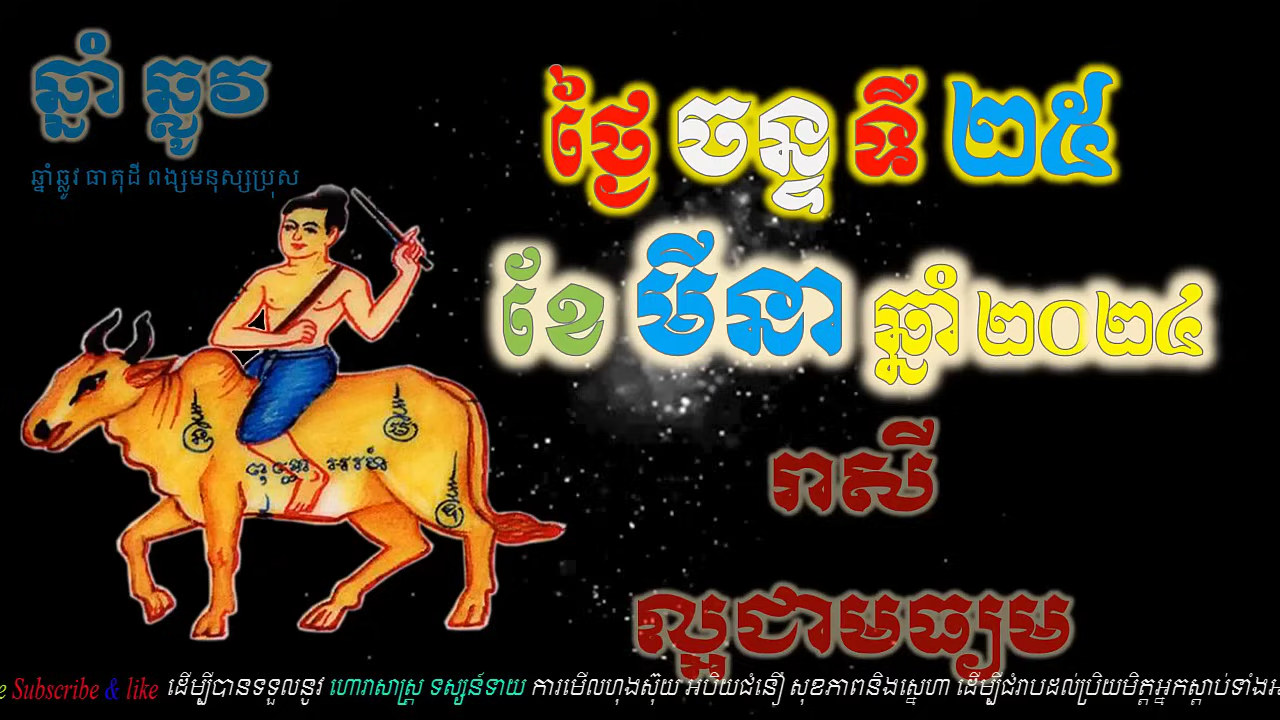 ឆ្នាំ ឆ្លូវ
ឆ្នាំឆ្លូវ ធាតុដី ពង្សមនុស្សប្រុស
ថ្ងៃ ចន្ទ ទី ២៥
ខែ មីនា ឆ្នាំ ២០២៤
រាសី
ល្អជាមធ្យម
Subscribe & like ដើម្បីបានទទួលនូវ ហោរាសាស្ត្រ ទស្សន៍ទាយ ការមើលហុងស៊ុយ អបិយជំនឿ សុខភាពនិងស្នេហា ដើម្បីជំរាបដល់ប្រិយមិត្តអ្នកស្តាប់ទាំង